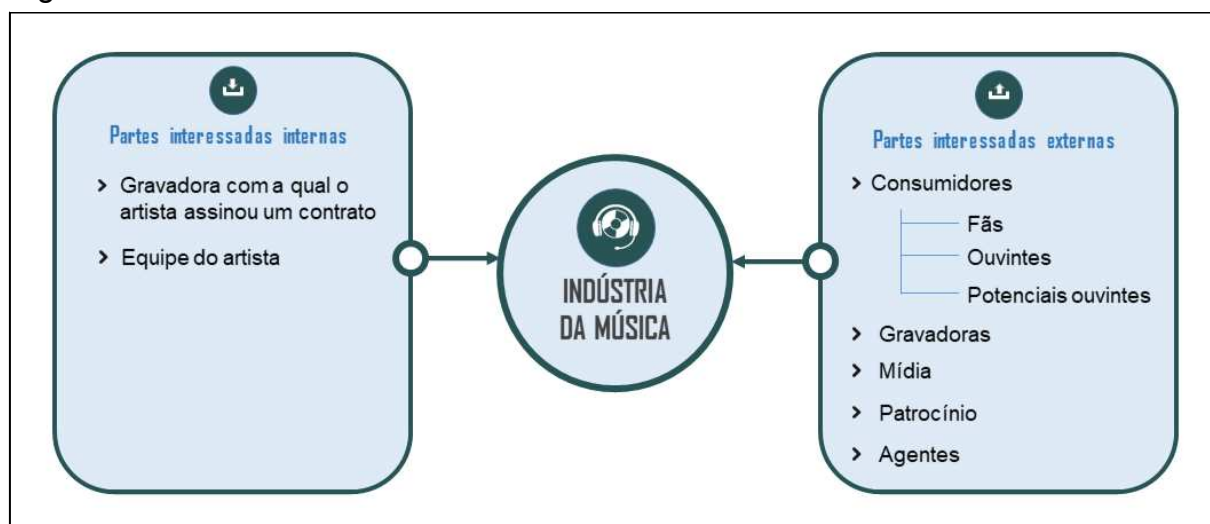 Partes interessadas internas
Gravadora com a qual o
artista assinou um contrato
Equipe do artista
INDÚSTRIA
DA MÚSICA
Partes interessadas externas
Consumidores
Fãs
Ouvintes
Potenciais ouvintes
Gravadoras
Mídia
Patrocínio
Agentes